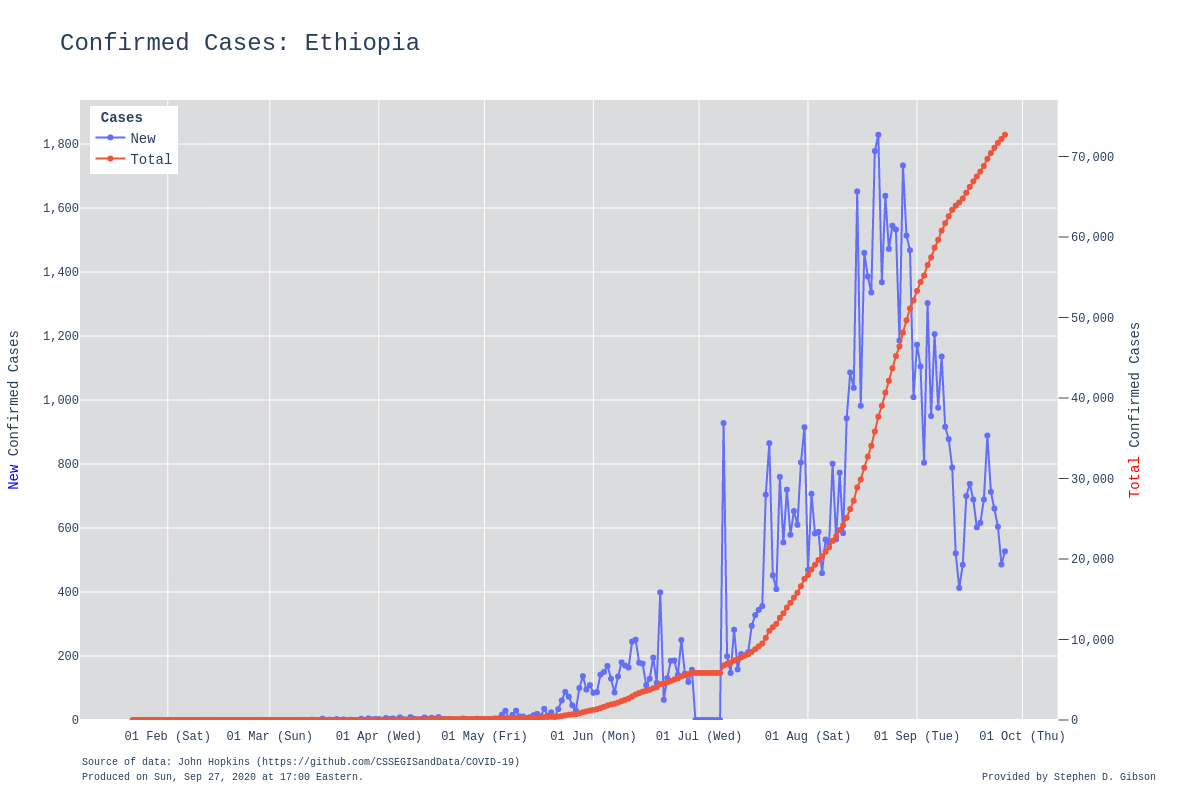 Confirmed Cases: Ethiopia
Cases
New
Total
1,800
1,600
1,400
1,200
1,000
800
600
400
200
0
New Confirmed Cases
70,000
60,000
50,000
40,000
30,000
20,000
10,000
0
Total Confirmed Cases
01 Feb (Sat)
01 Mar (Sun)
01 Apr (Wed)
01 May (Fri)
01 Jun (Mon)
01 Jul (Wed)
01 Aug (Sat)
01 Sep (Tue)
01 Oct (Thu)
Source of data: John Hopkins (https://github.com/CSSEGISandData/COVID-19)
Produced on Sun, Sep 27, 2020 at 17:00 Eastern.
Provided by Stephen D. Gibson